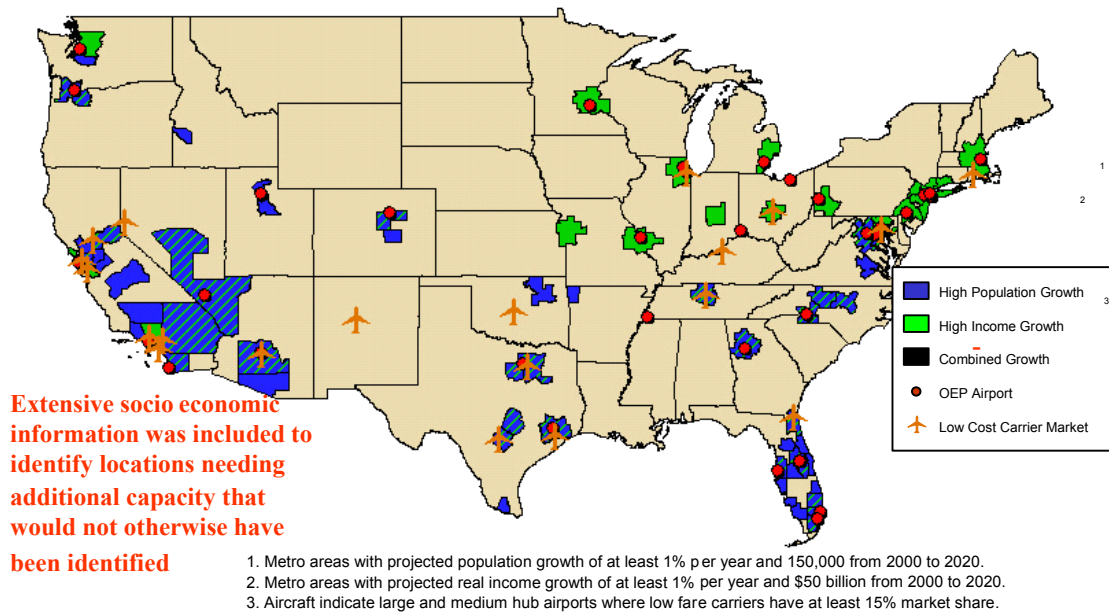 1
2
3
High Population Growth
High Income Growth
Combined Growth
OEP Airport
Low Cost Carrier Market
Extensive socio economic
information was included to
identify locations needing
additional capacity that
would not otherwise have
been identified
1. Metro areas with projected population growth of at least 1% per year and 150,000 from 2000 to 2020.
2. Metro areas with projected real income growth of at least 1% per year and $50 billion from 2000 to 2020.
3. Aircraft indicate large and medium hub airports where low fare carriers have at least 15% market share.